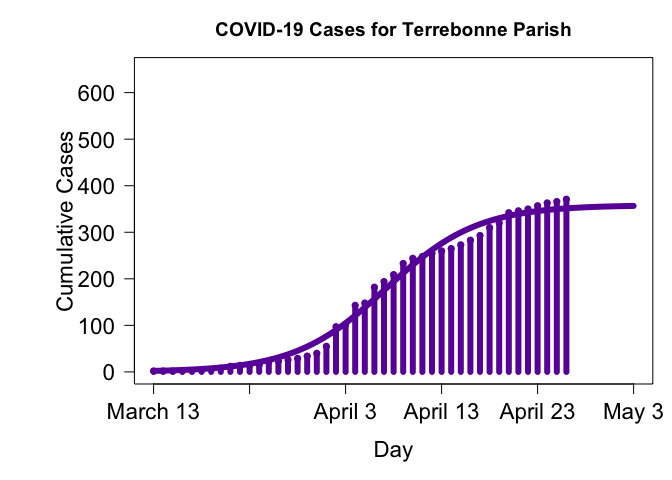 COVID-19 Cases for Terrebonne Parish
Cumulative Cases
600
500
400
300
200
100
0
March 13
April 3
April 13
April 23
May 3
Day